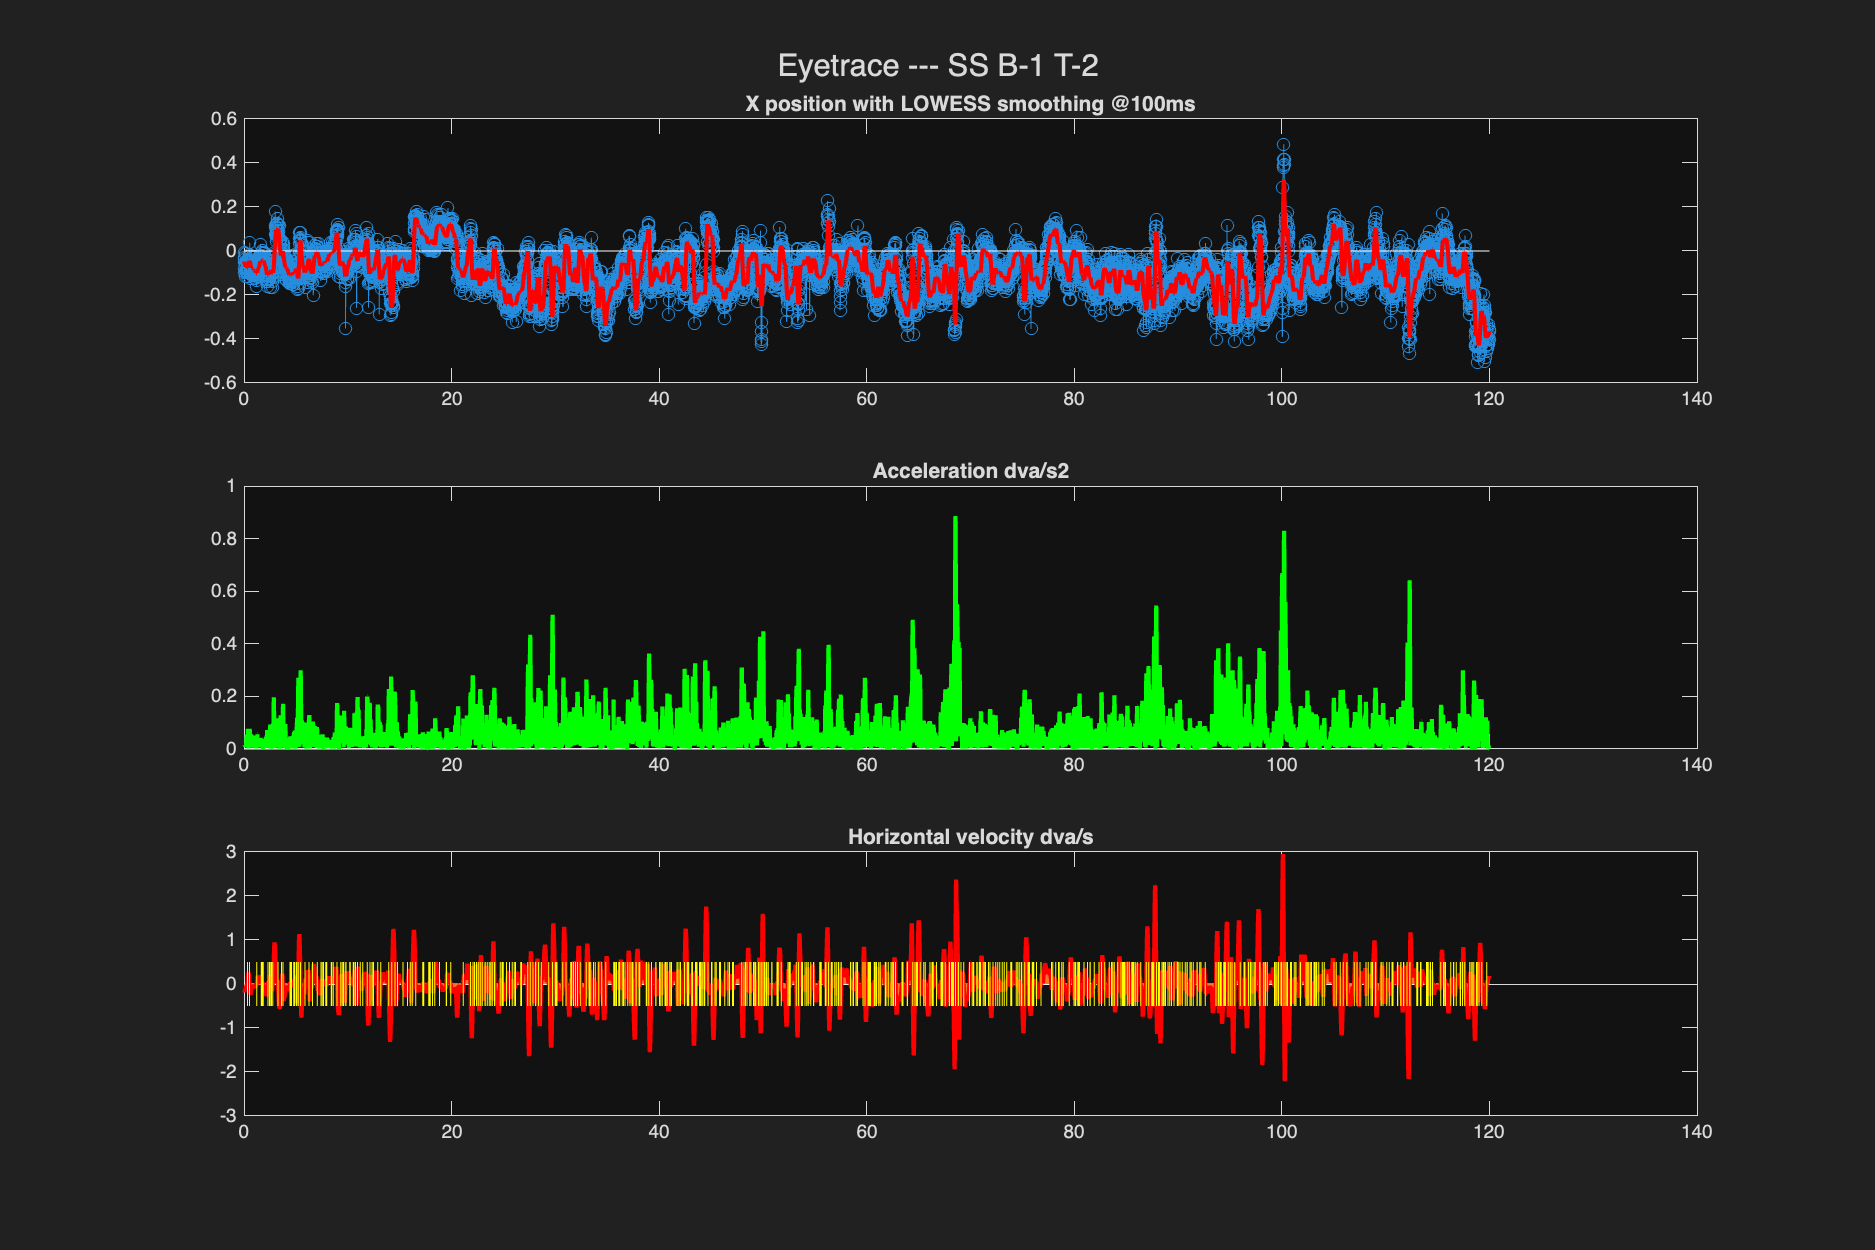 Eyetrace --- SS B-1 T-2
X position with LOWESS smoothing @100ms
0.6
0.4
0.2
0
-0.2
-0.4
-0.6
0 20 40 60 80 100 120 140
Acceleration dva/s2
1
0.8
0.6
0.4
0.2
0
0 20 40 60 80 100 120 140
Horizontal velocity dva/s
3
2
1
0
-1
-2
-3
0 20 40 60 80 100 120 140